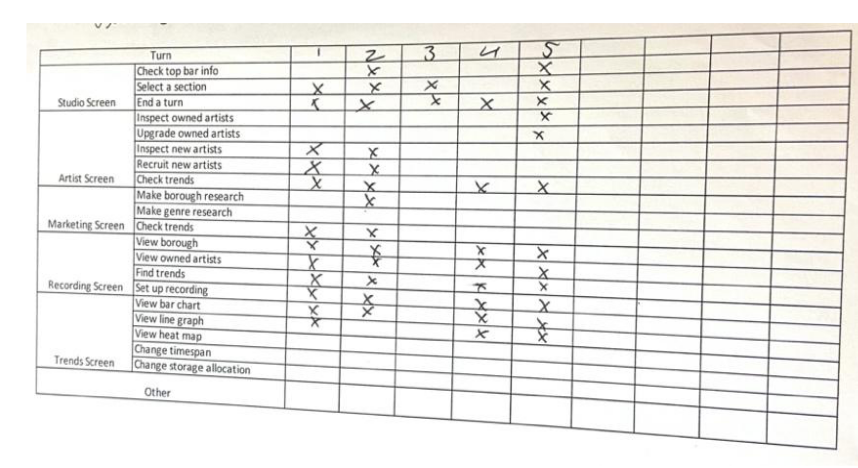 Turn 1 2 3 4 5
Check top bar info X X
Select a section X X X X
Studio Screen End a turn X X X X X
Inspect owned artists X
Upgrade owned artists X
Inspect new artists X X
Recruit new artists X X
Artist Screen Check trends X X X X
Make borough research X
Make genre research
Marketing Screen Check trends X X
View borough X X X X
View owned artists X X X
Find trends X X
Recording Screen Set up recording X X X X
View bar chart X X X X
View line graph X X X X
View heat map X X
Change timespan
Trends Screen Change storage allocation
Other